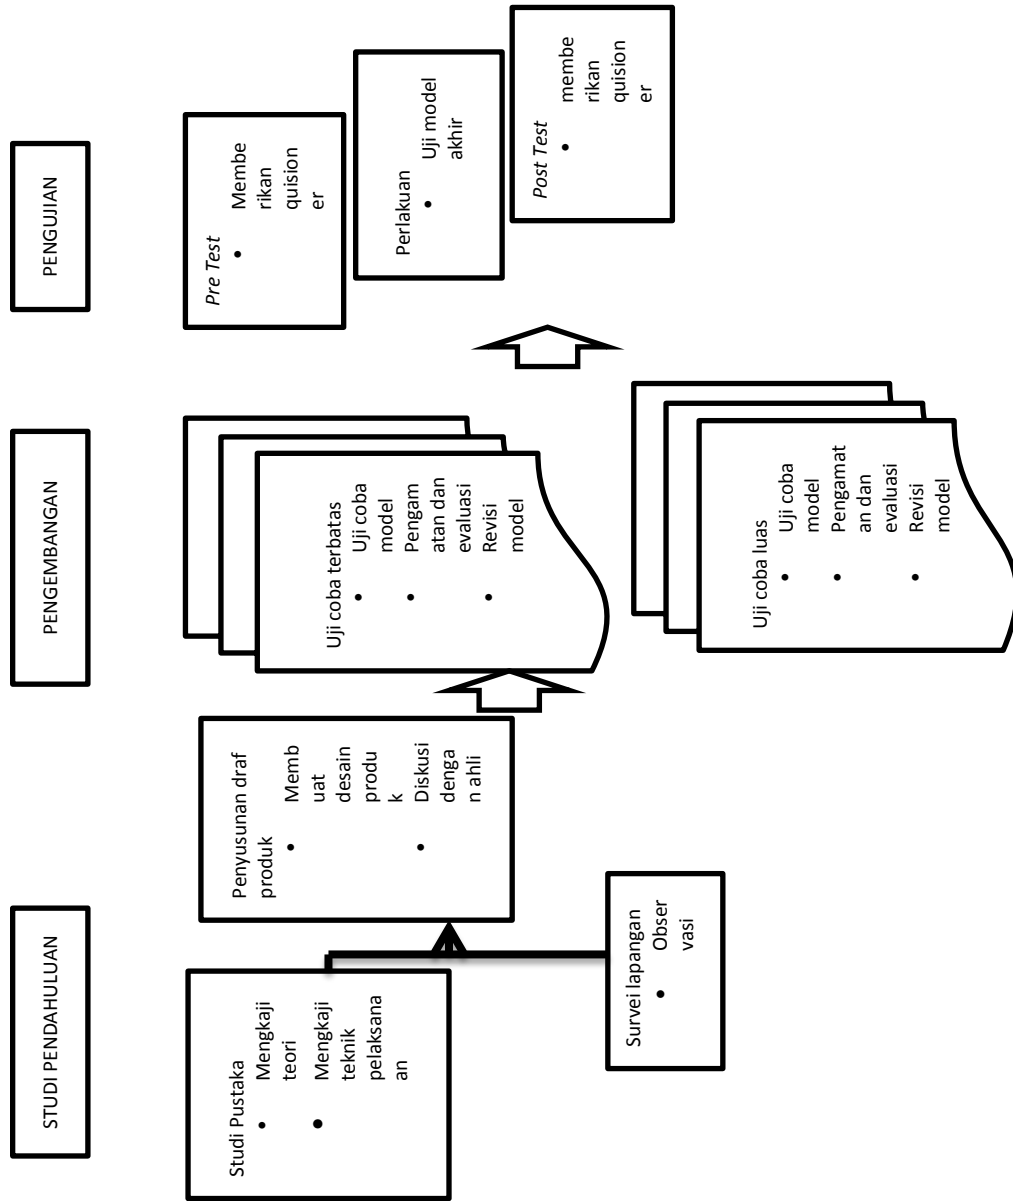 STUDI PENDAHULUAN
PENGEMBANGAN
PENGUJIAN
Studi Pustaka
• Mengkaji
teori
• Mengkaji
teknik
pelaksana
an
Survei lapangan
• Obser
vasi
Penyusunan draf
produk
• Memb
uat
desain
produ
k
• Diskusi
denga
n ahli
Uji coba terbatas
• Uji coba
model
• Pengam
atan dan
evaluasi
• Revisi
model
Uji coba luas
• Uji coba
model
• Pengamat
an dan
evaluasi
• Revisi
model
Pre Test
• Membe
rikan
quision
er
Perlakuan
• Uji model
akhir
Post Test
• membe
rikan
quision
er